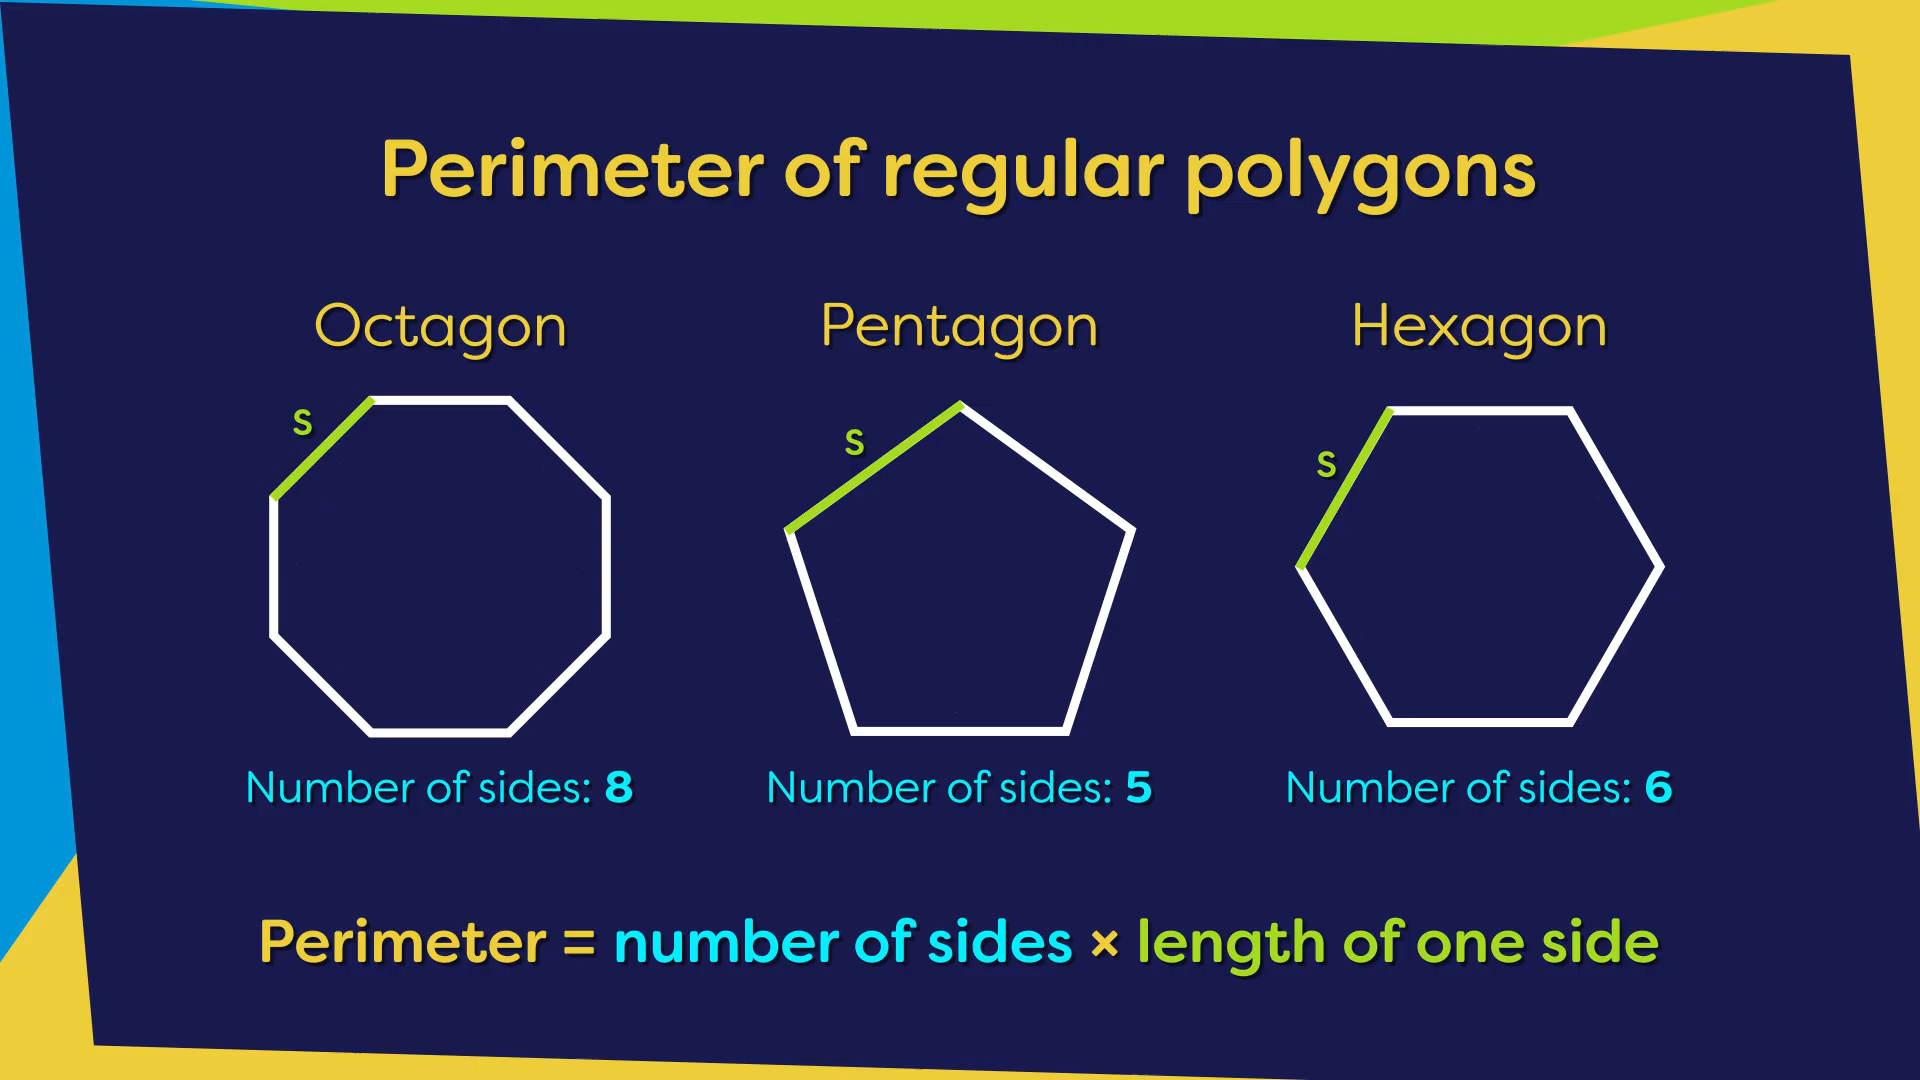 Perimeter of regular polygons
Octagon
Pentagon
Hexagon
s
s
s
Number of sides: 8
Number of sides: 5
Number of sides: 6
Perimeter = number of sides × length of one side